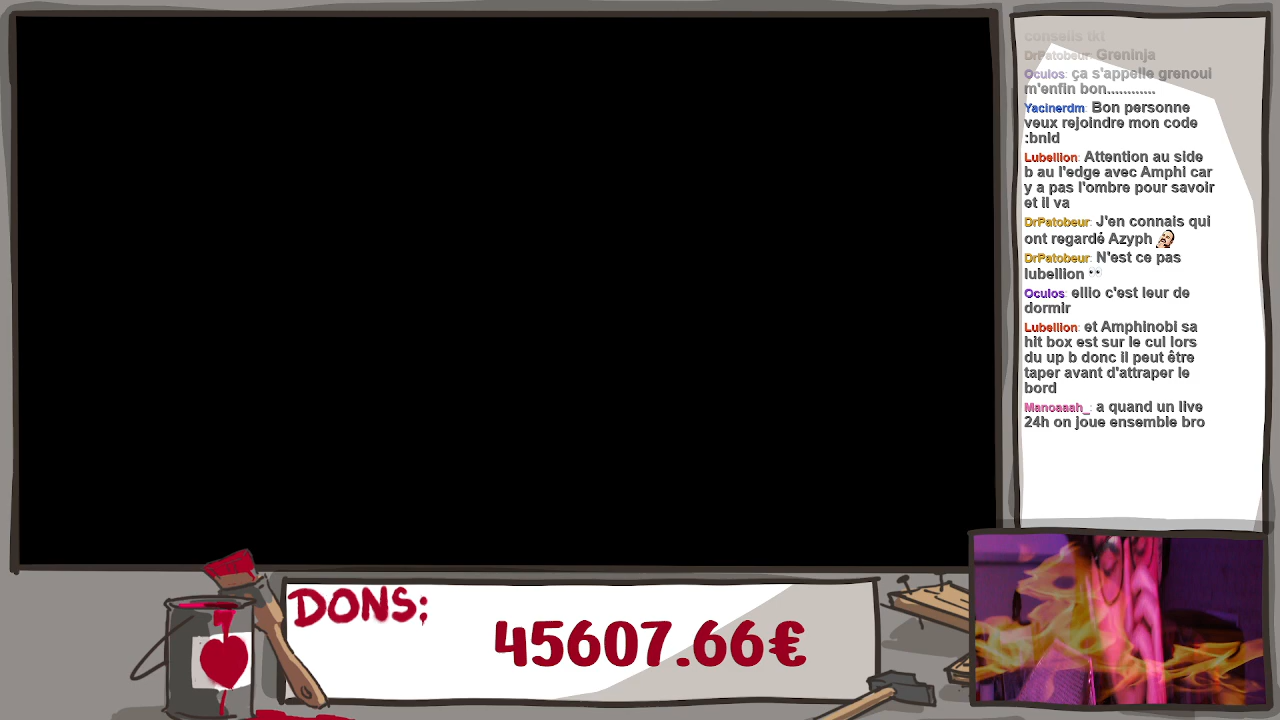 conseils tkt
DrPatobeur: Greninja
Oculos: ça s'appelle grenoui
m'enfin bon............
Yacinerdm: Bon personne
veux rejoindre mon code
:bnld
Lubellion: Attention au side
b au l'edge avec Amphi car
y a pas l'ombre pour savoir
et il va
DrPatobeur: J'en connais qui
ont regardé Azyph
DrPatobeur: N'est ce pas
lubellion 👀
Oculos: ellio c'est leur de
dormir
Lubellion: et Amphinobi sa
hit box est sur le cul lors
du up b donc il peut être
taper avant d'attraper le
bord
Manoaaah_: a quand un live
24h on joue ensemble bro
DONS;
45607.66€